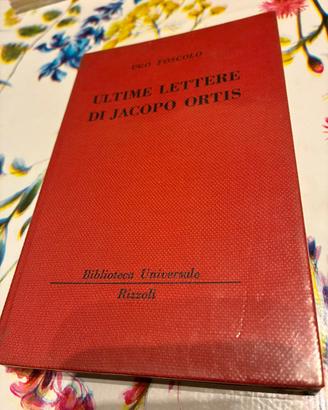 UGO FOSCOLO
ULTIME LETTERE
DI JACOPO ORTIS
Biblioteca Universale
Rizzoli